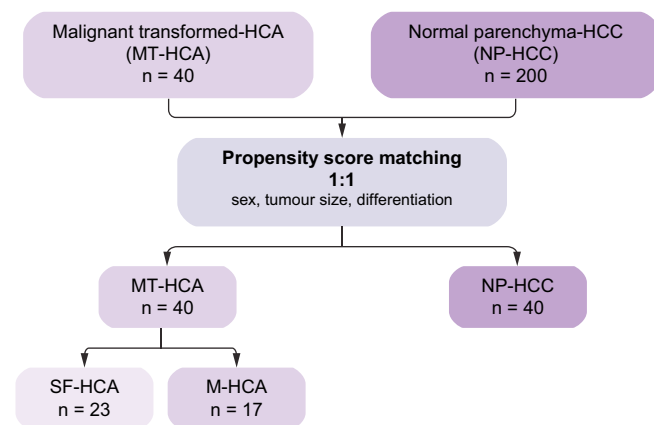 Malignant transformed-HCA
(MT-HCA)
n = 40
Normal parenchyma-HCC
(NP-HCC)
n = 200
Propensity score matching
1:1
sex, tumour size, differentiation
MT-HCA
n = 40
NP-HCC
n = 40
SF-HCA
n = 23
M-HCA
n = 17